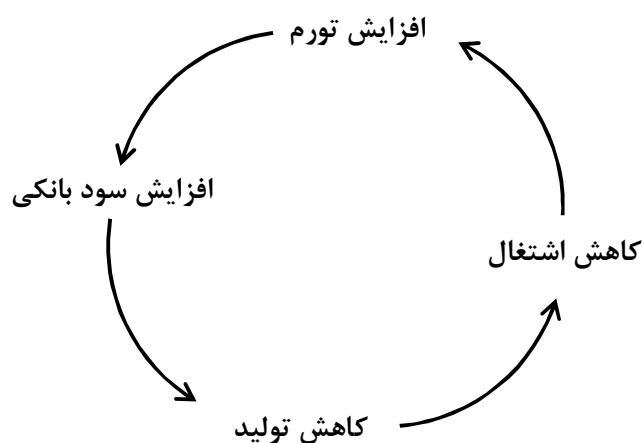 افزایش تورم
افزایش سود بانکی
کاهش اشتغال
کاهش تولید